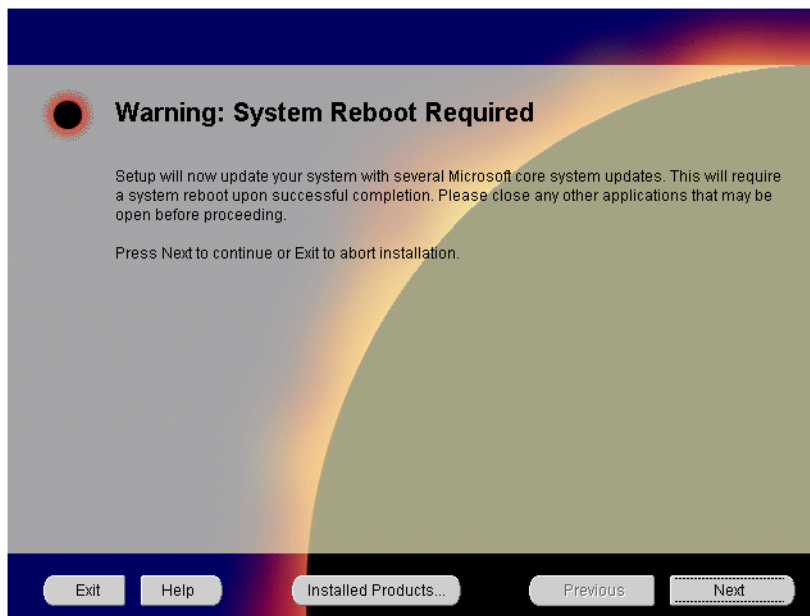 Warning: System Reboot Required
Setup will now update your system with several Microsoft core system updates. This will require
a system reboot upon successful completion. Please close any other applications that may be
open before proceeding.
Press Next to continue or Exit to abort installation.
Exit
Help
Installed Products...
Previous
Next